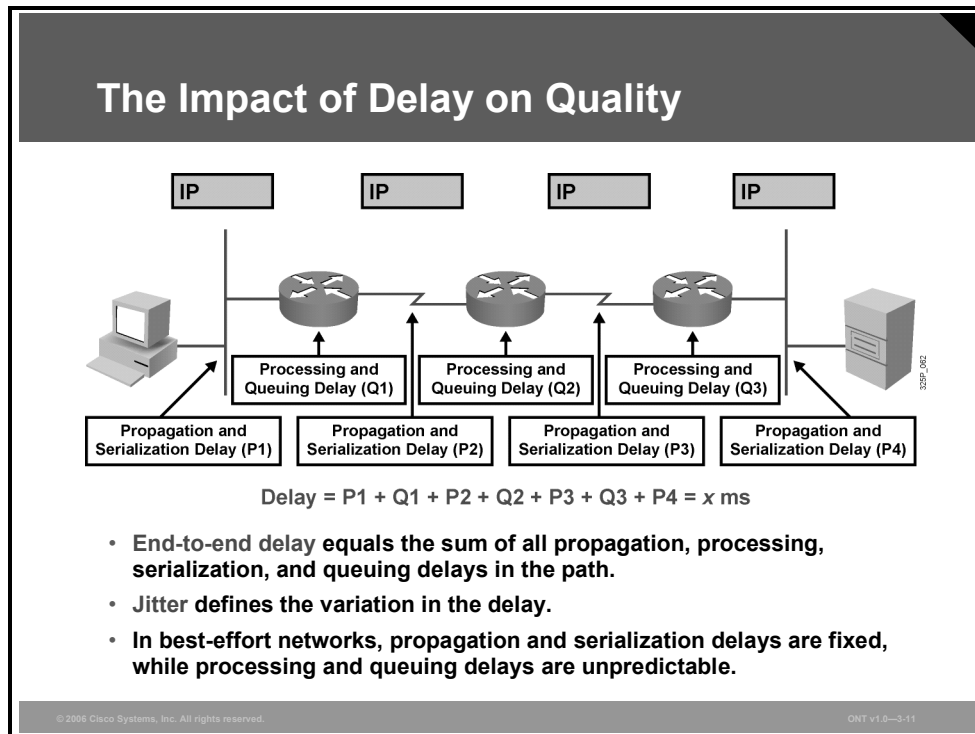 The Impact of Delay on Quality
IP
IP
IP
IP
Processing and
Queuing Delay (Q1)
Processing and
Queuing Delay (Q2)
Processing and
Queuing Delay (Q3)
325P_062
Propagation and
Serialization Delay (P1)
Propagation and
Serialization Delay (P2)
Propagation and
Serialization Delay (P3)
Propagation and
Serialization Delay (P4)
Delay = P1 + Q1 + P2 + Q2 + P3 + Q3 + P4 = x ms
• End-to-end delay equals the sum of all propagation, processing,
serialization, and queuing delays in the path.
• Jitter defines the variation in the delay.
• In best-effort networks, propagation and serialization delays are fixed,
while processing and queuing delays are unpredictable.
© 2006 Cisco Systems, Inc. All rights reserved.
ONT v1.0—3-11